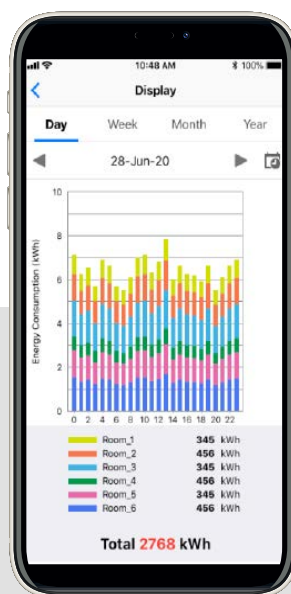 10:48 AM
100%
Display
Day Week Month Year
28-Jun-20
Energy Consumption (kWh)
10
8
6
4
2
0
0 2 4 6 8 10 12 14 16 18 20 22
Room_1 345 kWh
Room_2 456 kWh
Room_3 345 kWh
Room_4 456 kWh
Room_5 345 kWh
Room_6 456 kWh
Total 2768 kWh